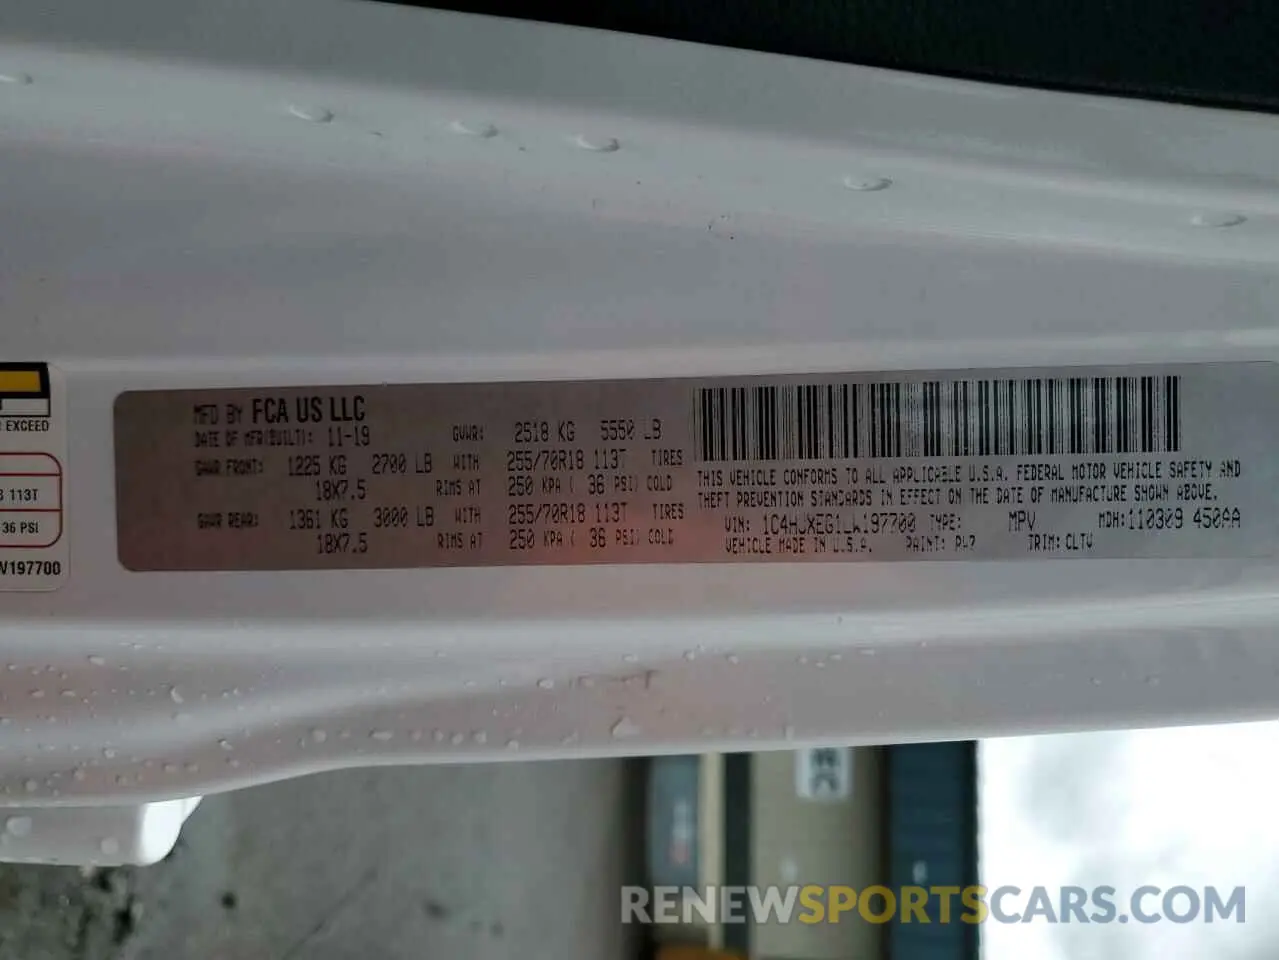 EXCEED
113T
36 PSI
W197700
MFD BY FCA US LLC
DATE OF MFR(BUILT): 11-19 GVWR: 2518 KG 5550 LB
GAWR FRONT: 1225 KG 2700 LB WITH 255/70R18 113T TIRES
18X7.5 RIMS AT 250 KPA ( 36 PSI) COLD
GAWR REAR: 1361 KG 3000 LB WITH 255/70R18 113T TIRES
18X7.5 RIMS AT 250 KPA ( 36 PSI) COLD
THIS VEHICLE CONFORMS TO ALL APPLICABLE U.S.A. FEDERAL MOTOR VEHICLE SAFETY AND
THEFT PREVENTION STANDARDS IN EFFECT ON THE DATE OF MANUFACTURE SHOWN ABOVE.
VIN: 1C4HJXEG1LW197700 TYPE: MPV MDH:110309 450AA
VEHICLE MADE IN U.S.A. PAINT: PW7 TRIM: CLTV
RENEWSPORTSCARS.COM